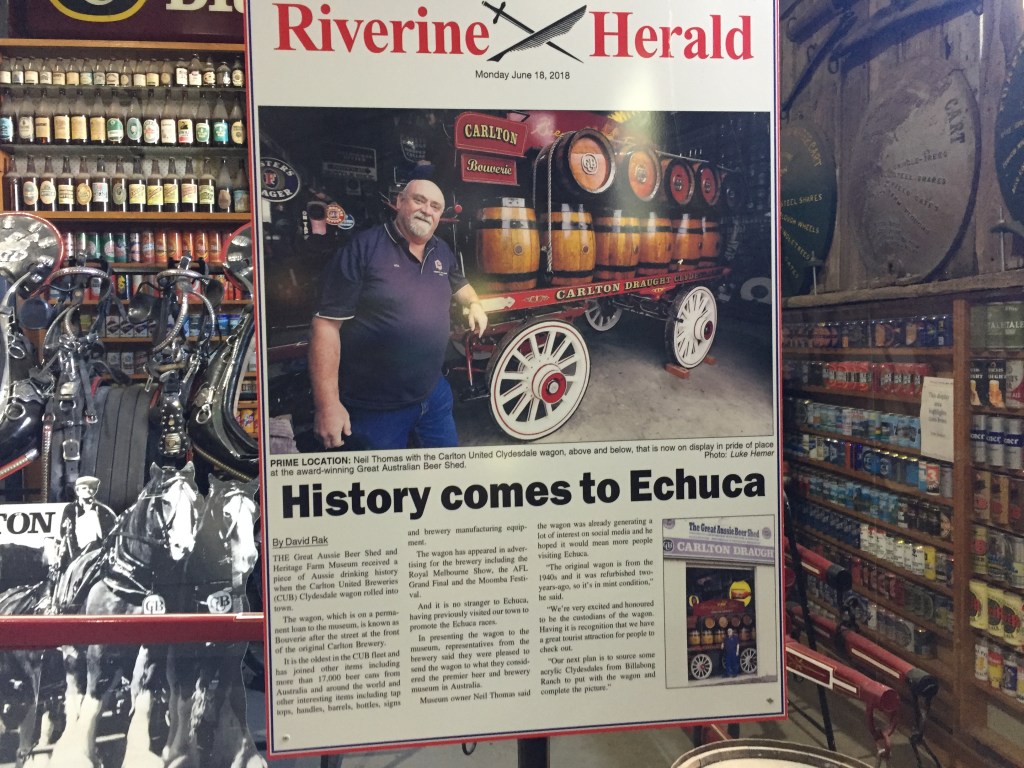 Riverine Herald
Monday June 18, 2018
CARLTON
Bouverie
CARLTON DRAUGHT
PRIME LOCATION: Neil Thomas with the Carlton United Clydesdale wagon, above and below, that is now on display in pride of place
at the award-winning Great Australian Beer Shed.
Photo: Luke Hemer
History comes to Echuca
By David Rak
THE Great Aussie Beer Shed and
Heritage Farm Museum received a
piece of Aussie drinking history
when the Carlton United Breweries
(CUB) Clydesdale wagon rolled into
town.
The wagon, which is on a perma-
nent loan to the museum, is known as
Bouverie after the street at the front
of the original Carlton Brewery.
It is the oldest in the CUB fleet and
has joined other items including
more than 17,000 beer cans from
Australia and around the world and
other interesting items including tap
tops, handles, barrels, bottles, signs
and brewery manufacturing equip-
ment.
The wagon has appeared in adver-
tising for the brewery including the
Royal Melbourne Show, the AFL
Grand Final and the Moomba Festi-
val.
And it is no stranger to Echuca,
having previously visited our town to
promote the Echuca races.
In presenting the wagon to the
museum, representatives from the
brewery said they were pleased to
send the wagon to what they consid-
ered the premier beer and brewery
museum in Australia.
Museum owner Neil Thomas said
the wagon was already generating a
lot of interest on social media and he
hoped it would mean more people
visiting Echuca.
"The original wagon is from the
1940s and it was refurbished two-
years-ago, so it's in mint condition,"
he said.
"We're very excited and honoured
to be the custodians of the wagon.
Having it is recognition that we have
a great tourist attraction for people to
check out.
"Our next plan is to source some
acrylic Clydesdales from Billabong
Ranch to put with the wagon and
complete the picture."
The Great Aussie Beer Shed
CARLTON DRAUGHT
TON
CART